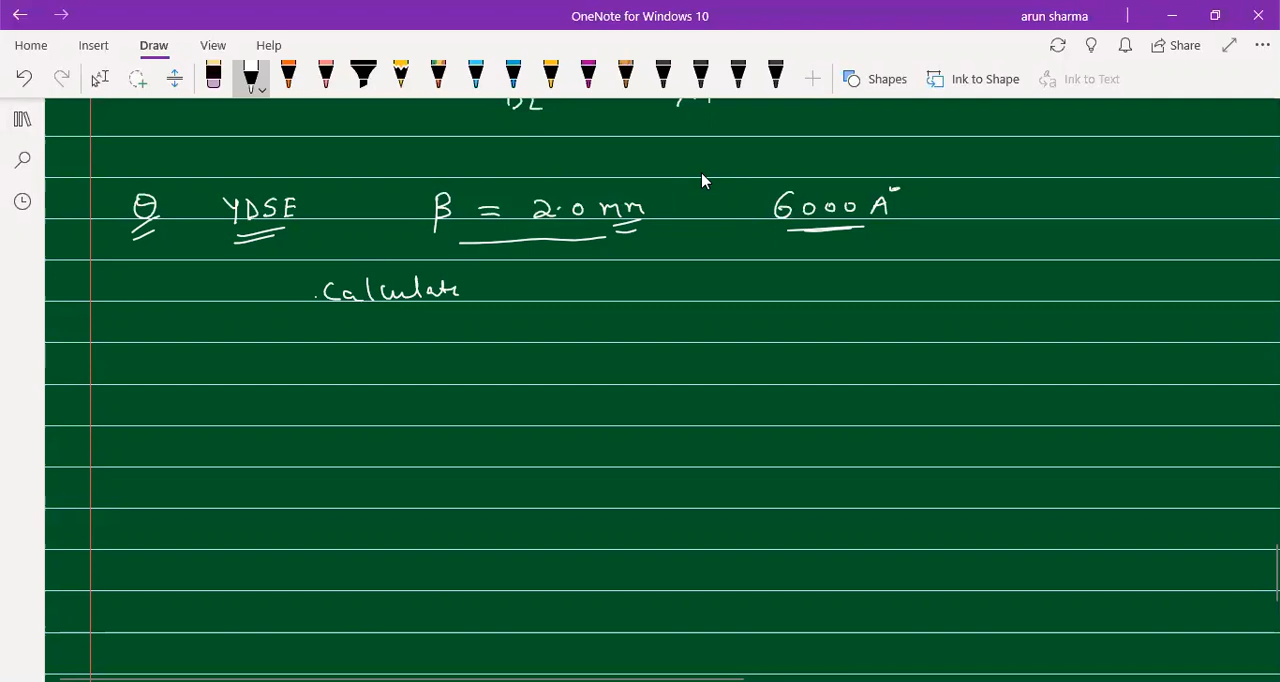 OneNote for Windows 10
arun sharma
Home Insert Draw View Help
Share
Shapes Ink to Shape Ink to Text
Q YDSE β = 2.0 mm 6000 A°
Calculate